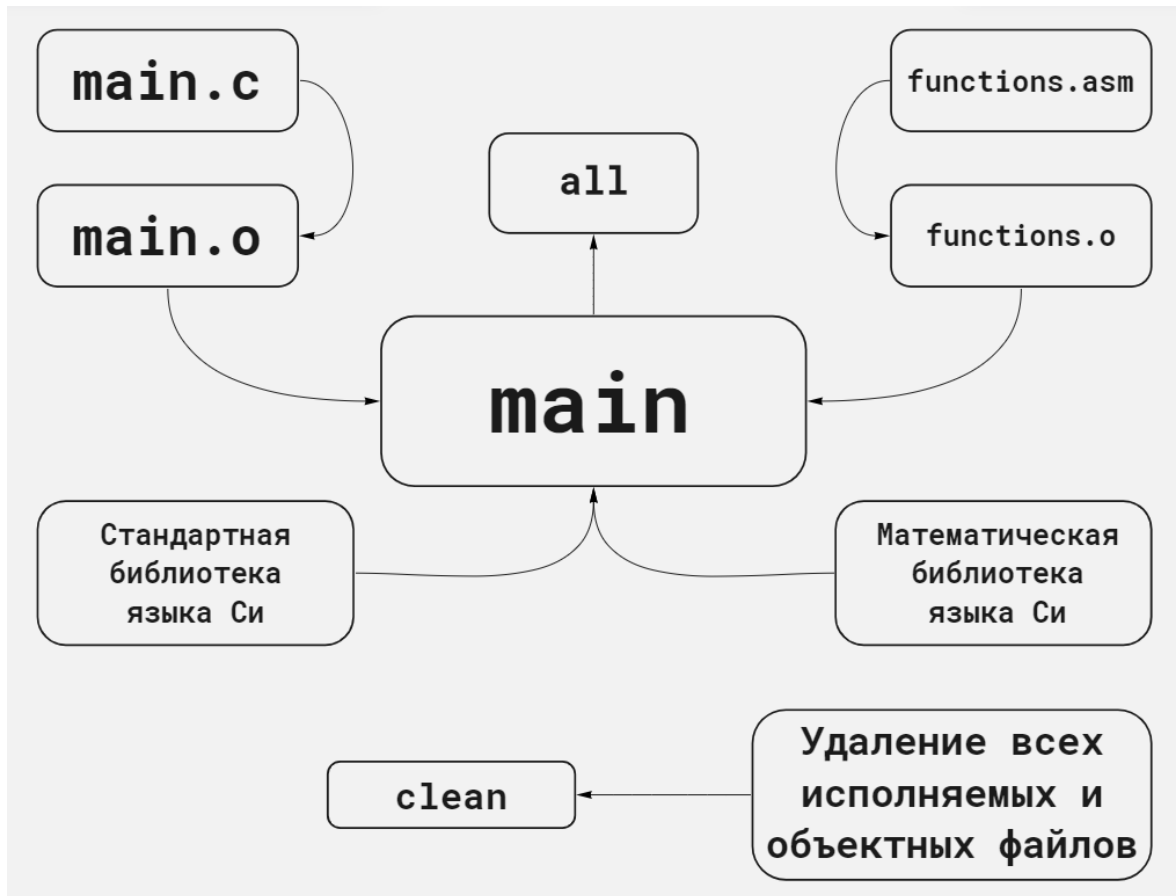 main.c
functions.asm
all
main.o
functions.o
main
Стандартная
библиотека
языка Си
Математическая
библиотека
языка Си
clean
Удаление всех
исполняемых и
объектных файлов